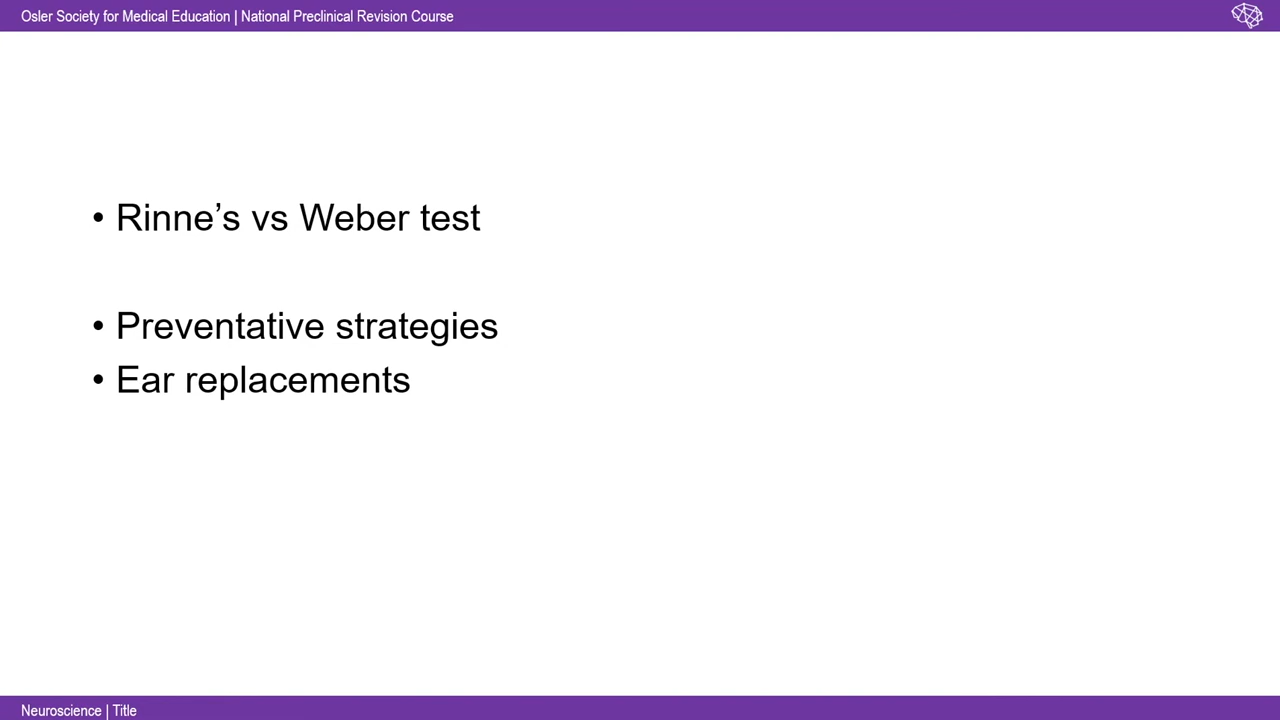 Osler Society for Medical Education | National Preclinical Revision Course
• Rinne’s vs Weber test
• Preventative strategies
• Ear replacements
Neuroscience | Title